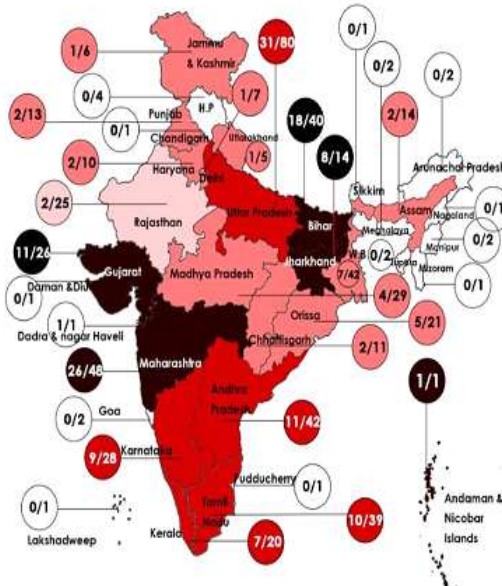 0/1
1/6
Jammu
& Kashmir
31/80
0/2
0/2
0/4
H.P
1/7
2/13
Punjab
18/40
2/14
0/1
Chandigarh
Uttarakhand
1/5
8/14
Arunachal Pradesh
2/10
Haryana
Delhi
Sikkim
Assam
Nagaland
0/1
2/25
Rajasthan
Uttar Pradesh
Bihar
Meghalaya
Manipur
0/2
11/26
Gujarat
Jharkhand
W.B
7/42
0/2
Tripura
Mizoram
Madhya Pradesh
0/1
Daman &Diu
4/29
0/1
1/1
Dadra & nagar Haveli
Orissa
5/21
Chhattisgarh
2/11
Maharashtra
26/48
1/1
Andhra
Pradesh
0/2
Goa
11/42
9/28
Karnataka
Pudducherry
0/1
0/1
Lakshadweep
Tamil
Nadu
10/39
Kerala
7/20
Andaman &
Nicobar
Islands